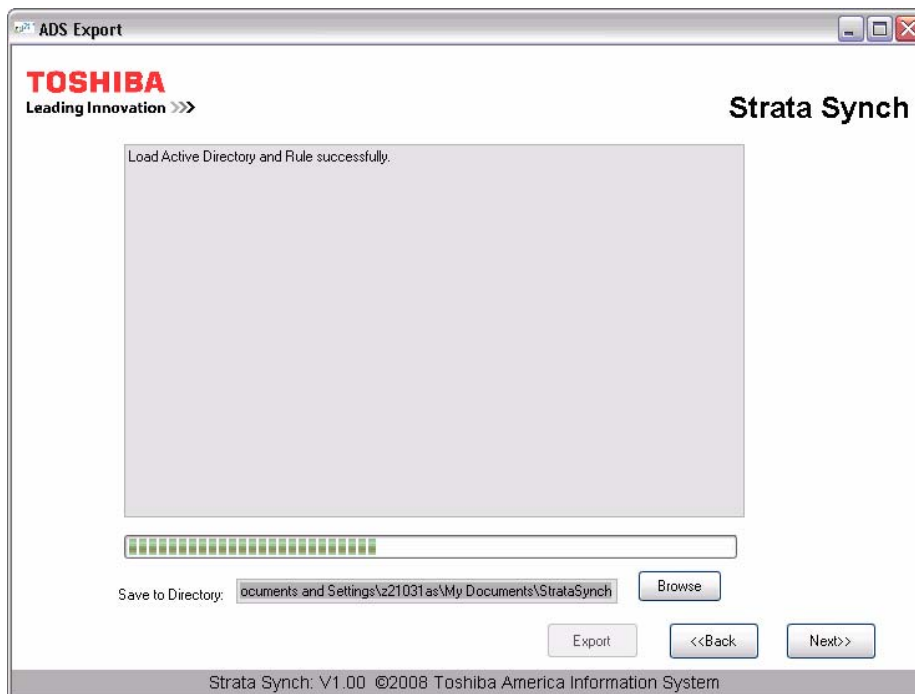 ADS Export
TOSHIBA
Leading Innovation >>>
Strata Synch
Load Active Directory and Rule successfully.
Save to Directory: ocuments and Settings\z21031as\My Documents\StrataSynch Browse
Export <<Back Next>>
Strata Synch: V1.00 ©2008 Toshiba America Information System